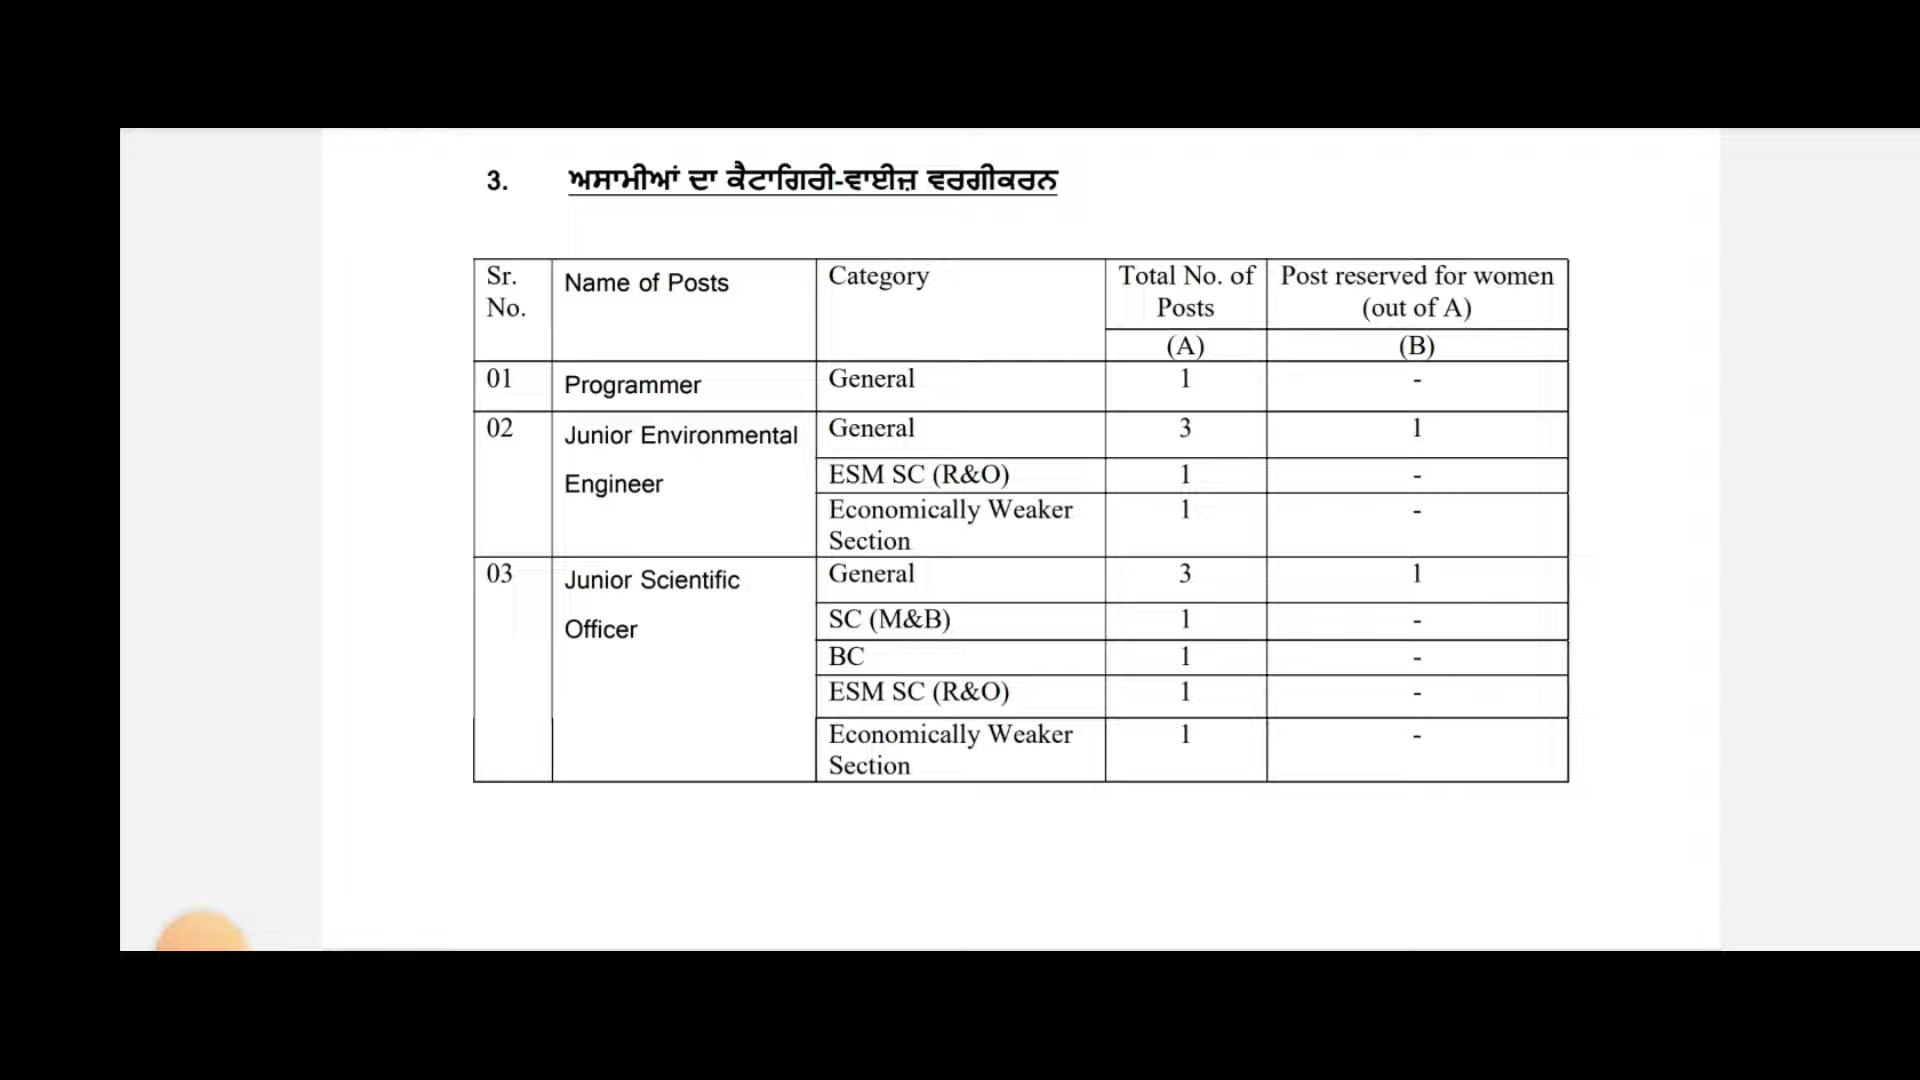 3. ਅਸਾਮੀਆਂ ਦਾ ਕੈਟਾਗਿਰੀ-ਵਾਈਜ਼ ਵਰਗੀਕਰਨ
Sr. No. Name of Posts Category Total No. of Posts Post reserved for women (out of A)
(A) (B)
01 Programmer General 1 -
02 Junior Environmental Engineer General 3 1
ESM SC (R&O) 1 -
Economically Weaker Section 1 -
03 Junior Scientific Officer General 3 1
SC (M&B) 1 -
BC 1 -
ESM SC (R&O) 1 -
Economically Weaker Section 1 -